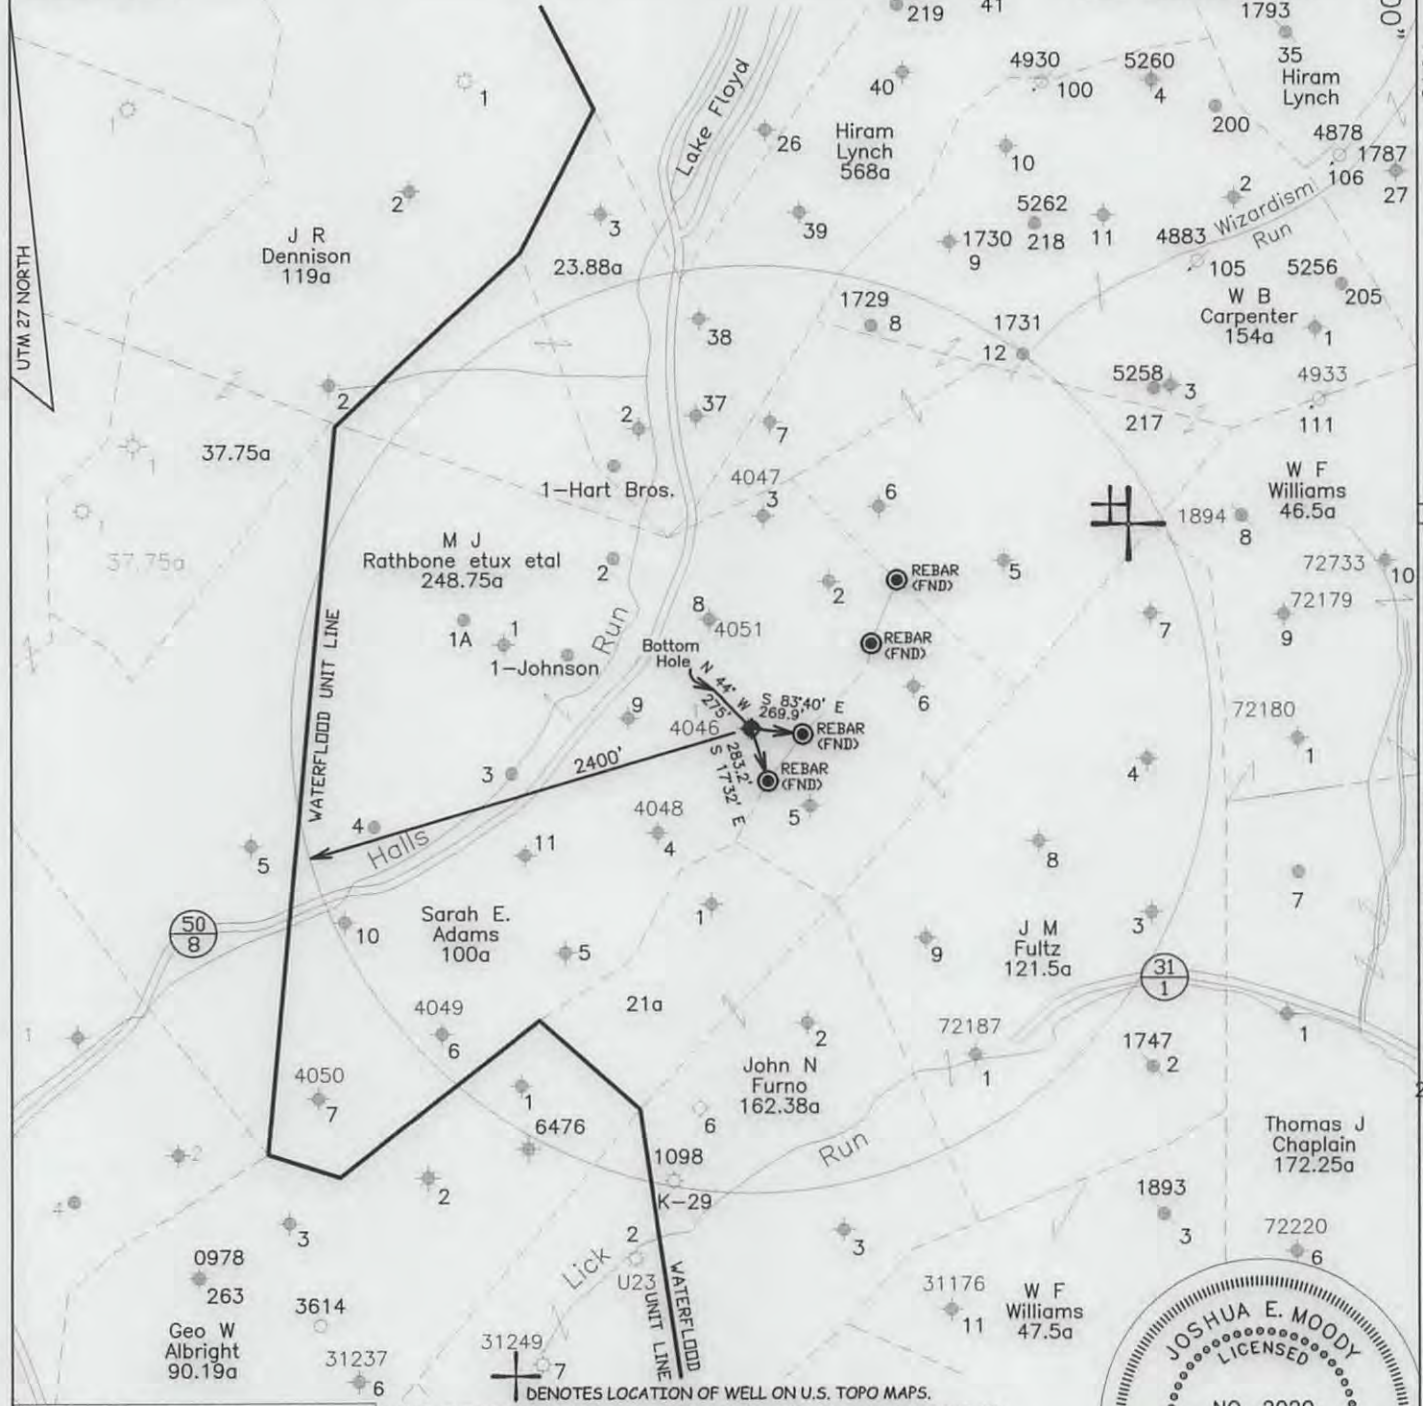 219
41
1793
00"
35
Hiram
Lynch
4930
100
5260
4
40
1
1
Lake Floyd
26
Hiram
Lynch
568a
200
10
4878
1787
106
27
2
2
3
39
5262
218
11
1730
9
Wizardism
Run
4883
105
J R
Dennison
119a
23.88a
UTM 27 NORTH
5256
205
W B
Carpenter
154a
1
1729
8
1731
12
38
5258
3
217
4933
111
2
2
37
7
37.75a
1
1-Hart Bros.
4047
3
6
W F
Williams
46.5a
1894
8
M J
Rathbone etux etal
248.75a
37.75a
2
2
REBAR
(FND)
5
72733
10
72179
9
7
8
4051
1A
1
1-Johnson
Run
REBAR
(FND)
Bottom
Hole
N 44° W
275'
S 83°40' E
269.9'
6
WATERFLOOD UNIT LINE
9
4046
REBAR
(FND)
72180
1
2400'
283.2'
S 17°32' E
REBAR
(FND)
3
4
4
Halls
4048
4
5
5
11
8
7
1
50
8
10
Sarah E.
Adams
100a
5
9
J M
Fultz
121.5a
3
31
1
21a
4049
6
2
72187
1
1747
2
1
1
4050
7
1
6476
John N
Furno
162.38a
6
Thomas J
Chaplain
172.25a
2
2
1098
K-29
Run
1893
3
4
3
2
3
72220
6
0978
263
Lick
U23
WATERFLOOD
UNIT LINE
31176
11
W F
Williams
47.5a
3614
Geo W
Albright
90.19a
31237
6
31249
7
DENOTES LOCATION OF WELL ON U.S. TOPO MAPS.
JOSHUA E. MOODY
LICENSED